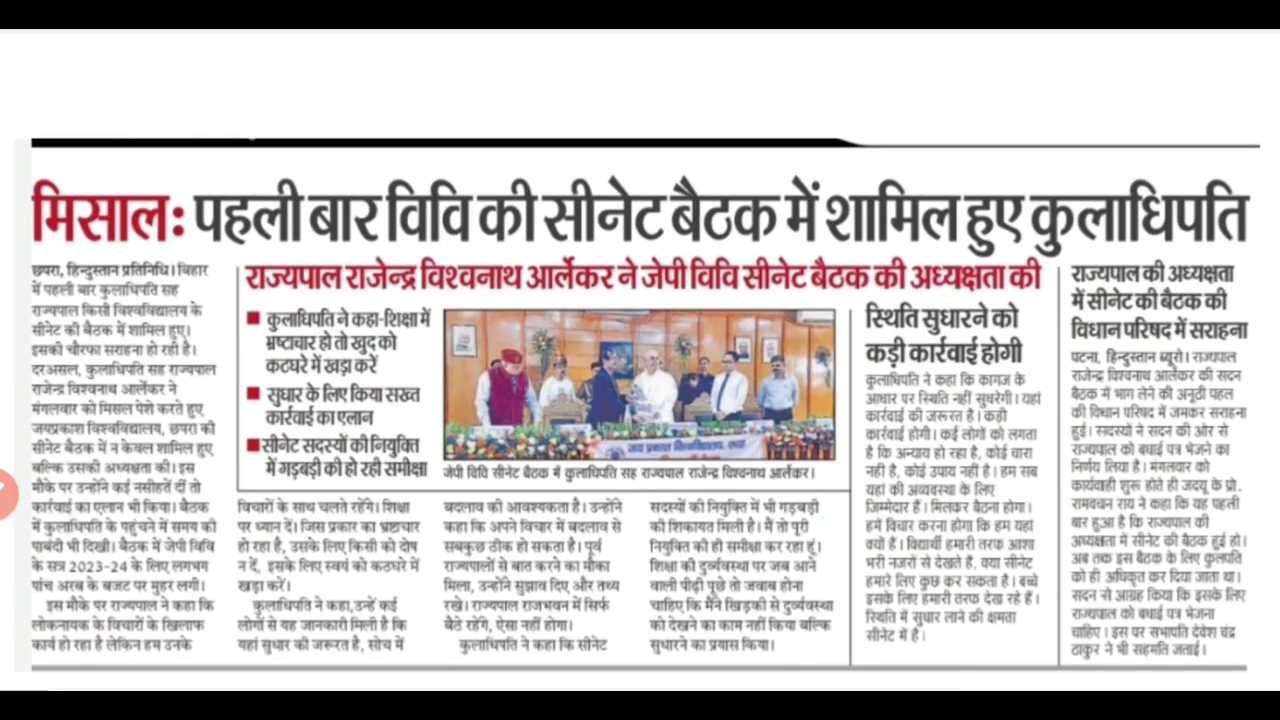 मिसालः पहली बार विवि की सीनेट बैठक में शामिल हुए कुलाधिपति
छपरा, हिन्दुस्तान प्रतिनिधि। बिहार
में पहली बार कुलाधिपति सह
राज्यपाल किसी विश्वविद्यालय के
सीनेट की बैठक में शामिल हुए।
इसकी चौरफा सराहना हो रही है।
दरअसल, कुलाधिपति सह राज्यपाल
राजेन्द्र विश्वनाथ आर्लेकर ने
मंगलवार को मिसल पेश करते हुए
जयप्रकाश विश्वविद्यालय, छपरा की
सीनेट बैठक में न केवल शामिल हुए
बल्कि उसकी अध्यक्षता की। इस
मौके पर उन्होंने कई नसीहतें दीं तो
कार्रवाई का एलान भी किया। बैठक
में कुलाधिपति के पहुंचने में समय की
पाबंदी भी दिखी। बैठक में जेपी विवि
के सत्र 2023-24 के लिए लगभग
पांच अरब के बजट पर मुहर लगी।
इस मौके पर राज्यपाल ने कहा कि
लोकनायक के विचारों के खिलाफ
कार्य हो रहा है लेकिन हम उनके
राज्यपाल राजेन्द्र विश्वनाथ आर्लेकर ने जेपी विवि सीनेट बैठक की अध्यक्षता की
■ कुलाधिपति ने कहा-शिक्षा में
भ्रष्टाचार हो तो खुद को
कटघरे में खड़ा करें
■ सुधार के लिए किया सख्त
कार्रवाई का एलान
■ सीनेट सदस्यों की नियुक्ति
में गड़बड़ी की हो रही समीक्षा
जय प्रकाश विश्वविद्यालय, छपरा
जेपी विवि सीनेट बैठक में कुलाधिपति सह राज्यपाल राजेन्द्र विश्वनाथ आर्लेकर।
विचारों के साथ चलते रहेंगे। शिक्षा
पर ध्यान दें। जिस प्रकार का भ्रष्टाचार
हो रहा है, उसके लिए किसी को दोष
न दें, इसके लिए स्वयं को कठघरे में
खड़ा करें।
कुलाधिपति ने कहा,उन्हें कई
लोगों से यह जानकारी मिली है कि
यहां सुधार की जरूरत है, सोच में
बदलाव की आवश्यकता है। उन्होंने
कहा कि अपने विचार में बदलाव से
सबकुछ ठीक हो सकता है। पूर्व
राज्यपालों से बात करने का मौका
मिला, उन्होंने सुझाव दिए और तथ्य
रखे। राज्यपाल राजभवन में सिर्फ
बैठे रहेंगे, ऐसा नहीं होगा।
कुलाधिपति ने कहा कि सीनेट
सदस्यों की नियुक्ति में भी गड़बड़ी
की शिकायत मिली है। मैं तो पूरी
नियुक्ति की ही समीक्षा कर रहा हूं।
शिक्षा की दुर्व्यवस्था पर जब आने
वाली पीढ़ी पूछे तो जवाब होना
चाहिए कि मैंने खिड़की से दुर्व्यवस्था
को देखने का काम नहीं किया बल्कि
सुधारने का प्रयास किया।
स्थिति सुधारने को
कड़ी कार्रवाई होगी
कुलाधिपति ने कहा कि कागज के
आधार पर स्थिति नहीं सुधरेगी। यहां
कार्रवाई की जरूरत है। कड़ी
कार्रवाई होगी। कई लोगों को लगता
है कि अन्याय हो रहा है, कोई चारा
नहीं है, कोई उपाय नहीं है। हम सब
यहां की अव्यवस्था के लिए
जिम्मेदार हैं। मिलकर बैठना होगा।
हमें विचार करना होगा कि हम यहां
क्यों हैं। विद्यार्थी हमारी तरफ आशा
भरी नजरों से देखते है, क्या सीनेट
हमारे लिए कुछ कर सकता है। बच्चे
इसके लिए हमारी तरफ देख रहे हैं।
स्थिति में सुधार लाने की क्षमता
सीनेट में है।
राज्यपाल की अध्यक्षता
में सीनेट की बैठक की
विधान परिषद में सराहना
पटना, हिन्दुस्तान ब्यूरो। राज्यपाल
राजेन्द्र विश्वनाथ आर्लेकर की सदन
बैठक में भाग लेने की अनूठी पहल
की विधान परिषद में जमकर सराहना
हुई। सदस्यों ने सदन की ओर से
राज्यपाल को बधाई पत्र भेजने का
निर्णय लिया है। मंगलवार को
कार्यवाही शुरू होते ही जदयू के प्रो.
रामवचन राय ने कहा कि यह पहली
बार हुआ है कि राज्यपाल की
अध्यक्षता में सीनेट की बैठक हुई हो।
अब तक इस बैठक के लिए कुलपति
को ही अधिकृत कर दिया जाता था।
सदन से आग्रह किया कि इसके लिए
राज्यपाल को बधाई पत्र भेजना
चाहिए। इस पर सभापति देवेश चंद्र
ठाकुर ने भी सहमति जताई।